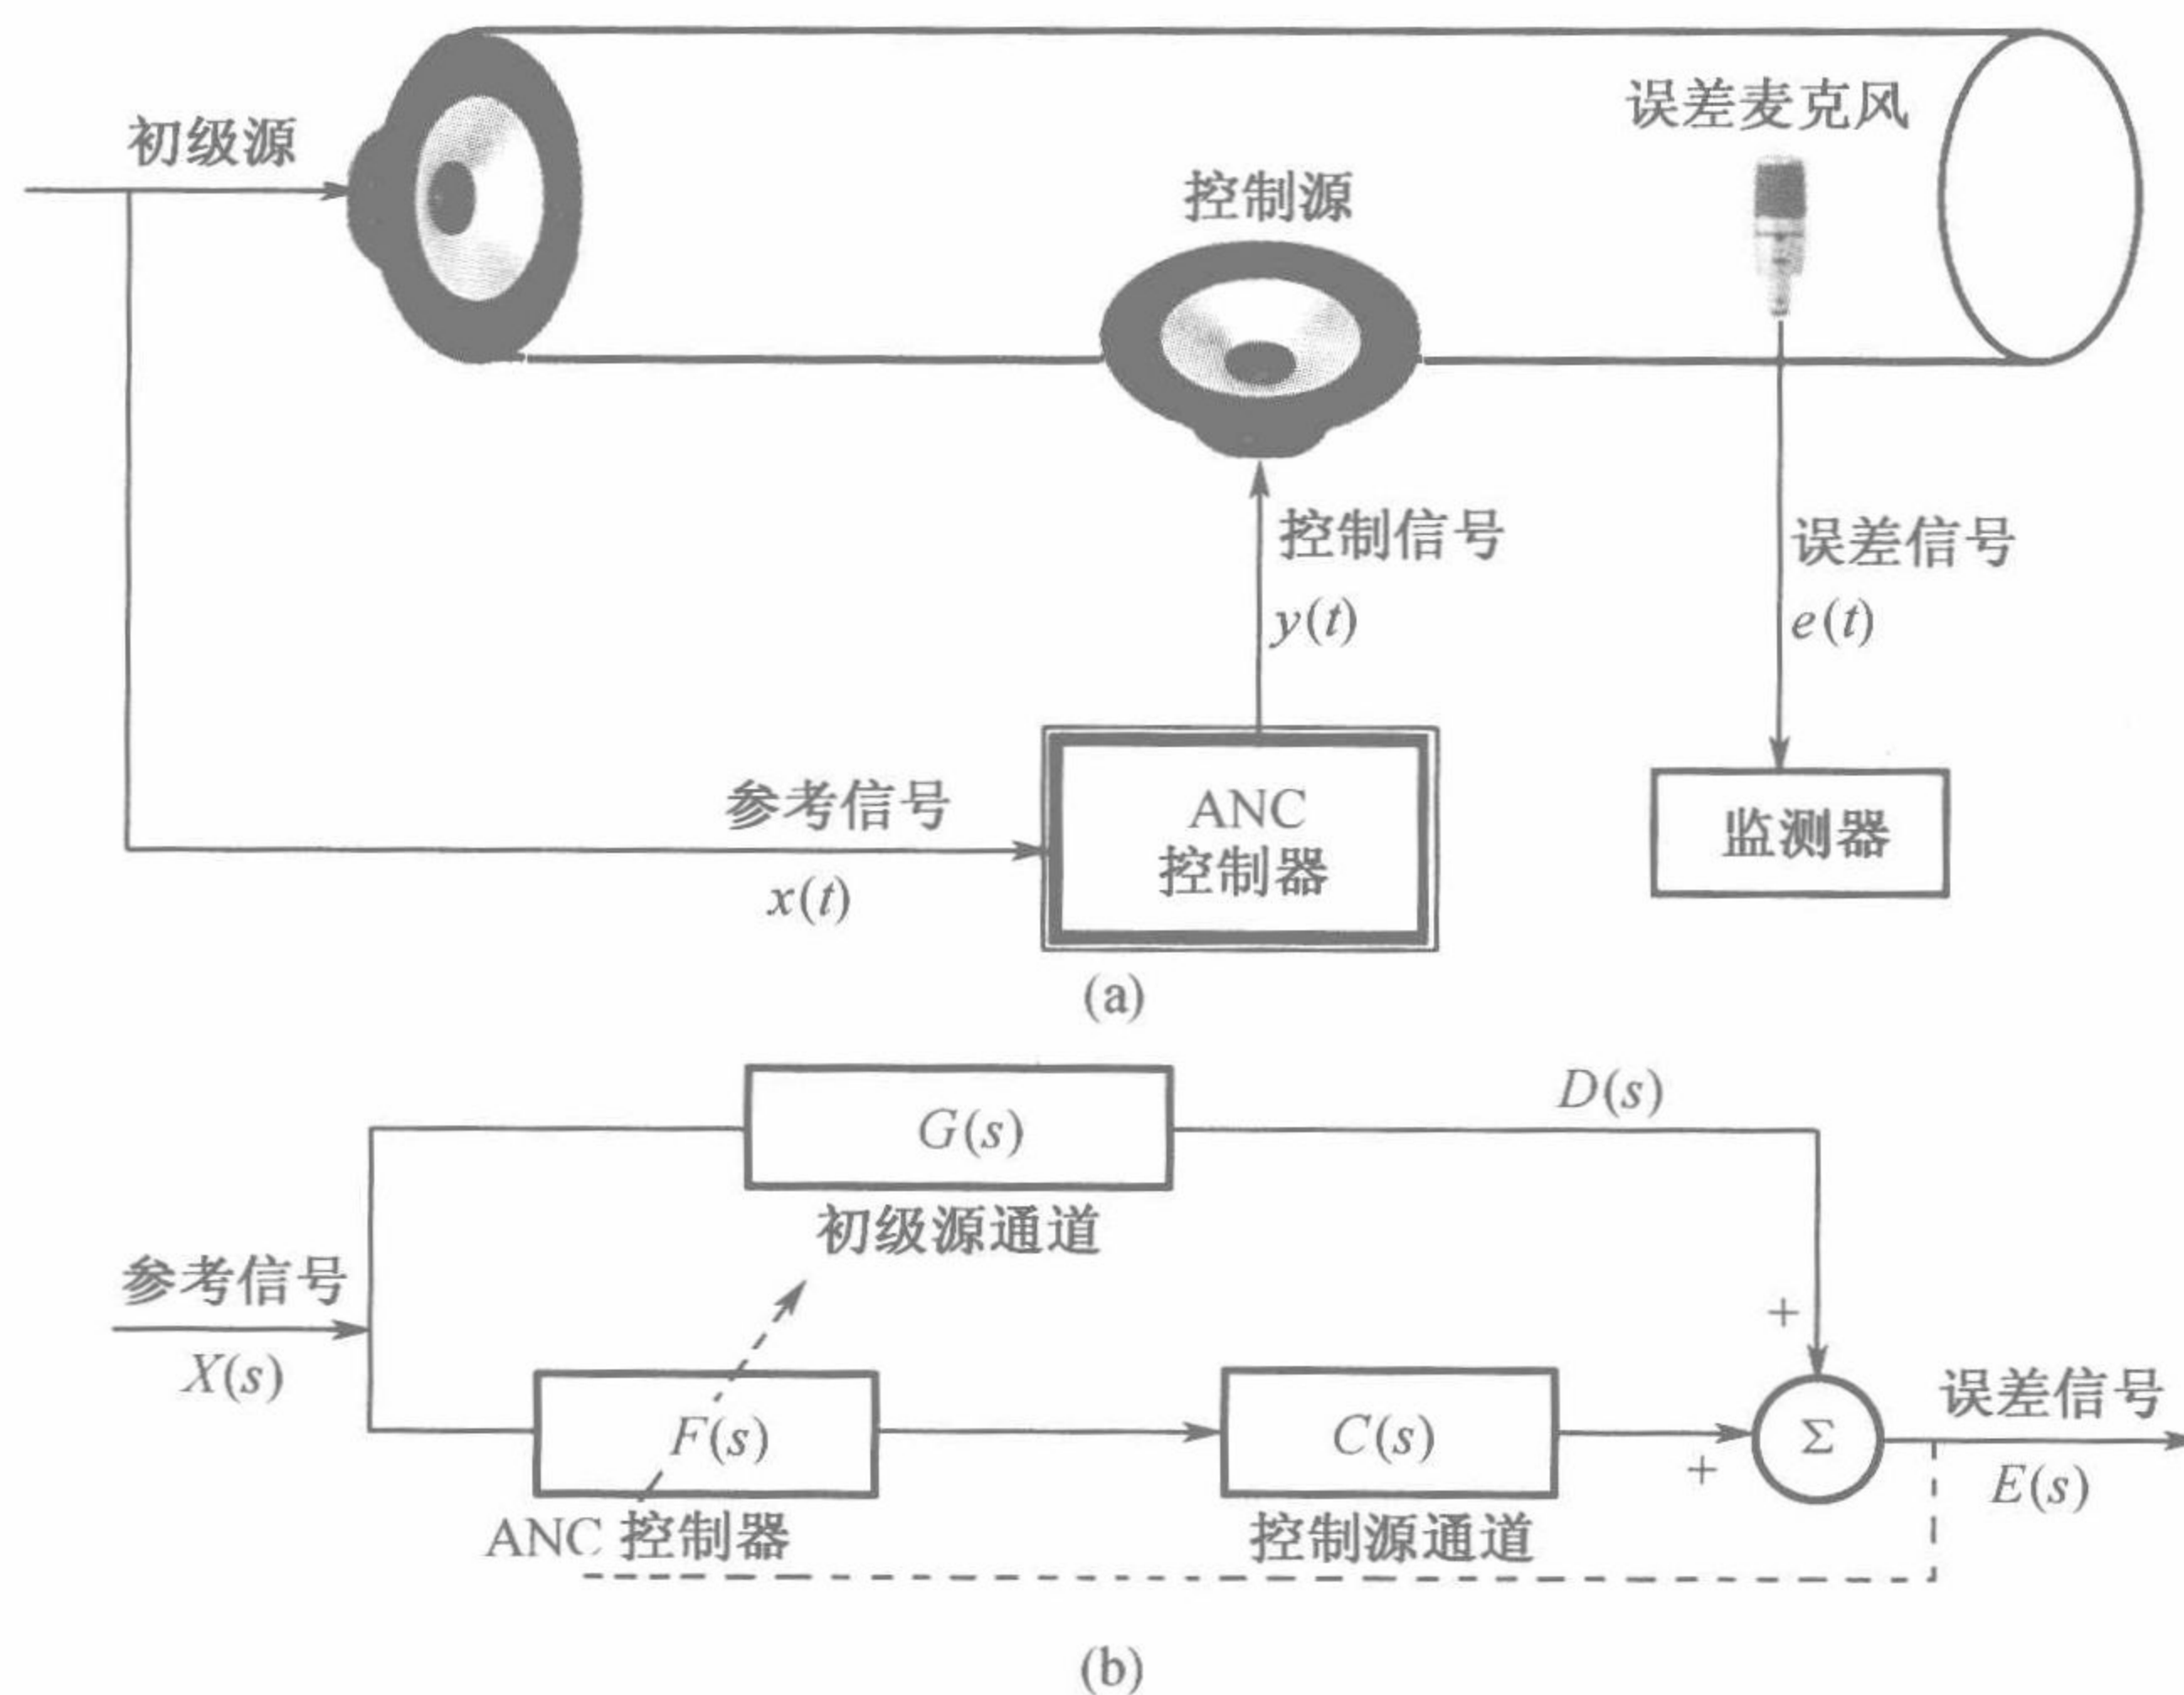 初级源
误差麦克风
控制源
控制信号
y(t)
误差信号
e(t)
参考信号
x(t)
ANC
控制器
监测器
(a)
G(s)
D(s)
初级源通道
参考信号
X(s)
+
F(s)
C(s)
+
Σ
误差信号
E(s)
ANC 控制器
控制源通道
(b)